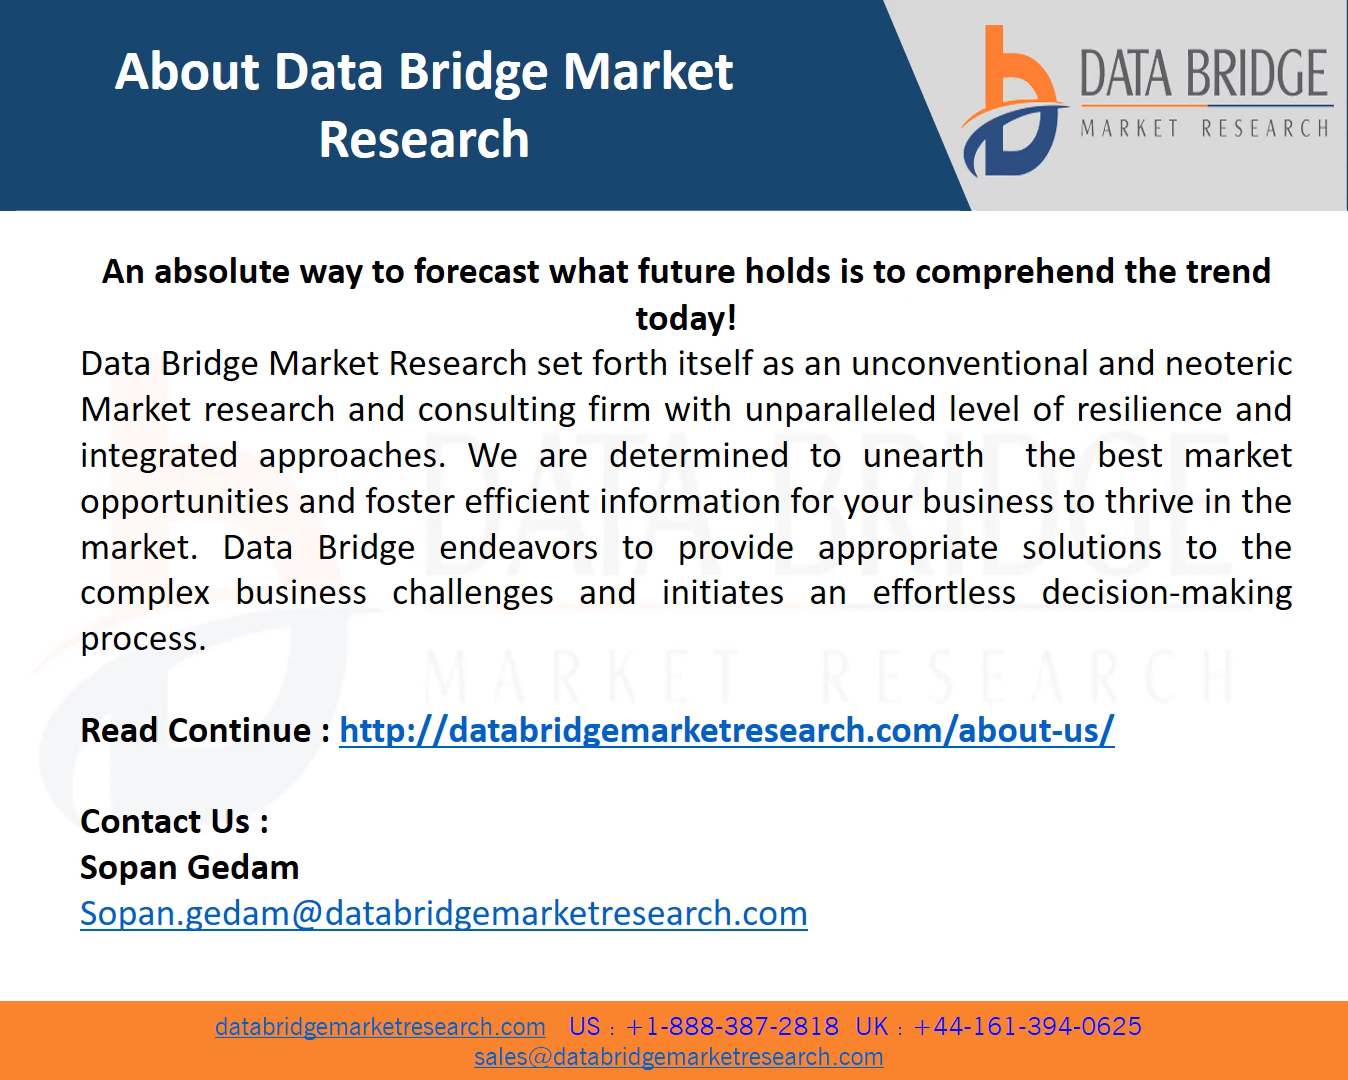 About Data Bridge Market
Research
DATA BRIDGE
MARKET RESEARCH
An absolute way to forecast what future holds is to comprehend the trend
today!
Data Bridge Market Research set forth itself as an unconventional and neoteric
Market research and consulting firm with unparalleled level of resilience and
integrated approaches. We are determined to unearth the best market
opportunities and foster efficient information for your business to thrive in the
market. Data Bridge endeavors to provide appropriate solutions to the
complex business challenges and initiates an effortless decision-making
process.
DATA BRIDGE
MARKET RESEARCH
Read Continue : http://databridgemarketresearch.com/about-us/
Contact Us :
Sopan Gedam
Sopan.gedam@databridgemarketresearch.com
databridgemarketresearch.com US : +1-888-387-2818 UK : +44-161-394-0625
sales@databridgemarketresearch.com